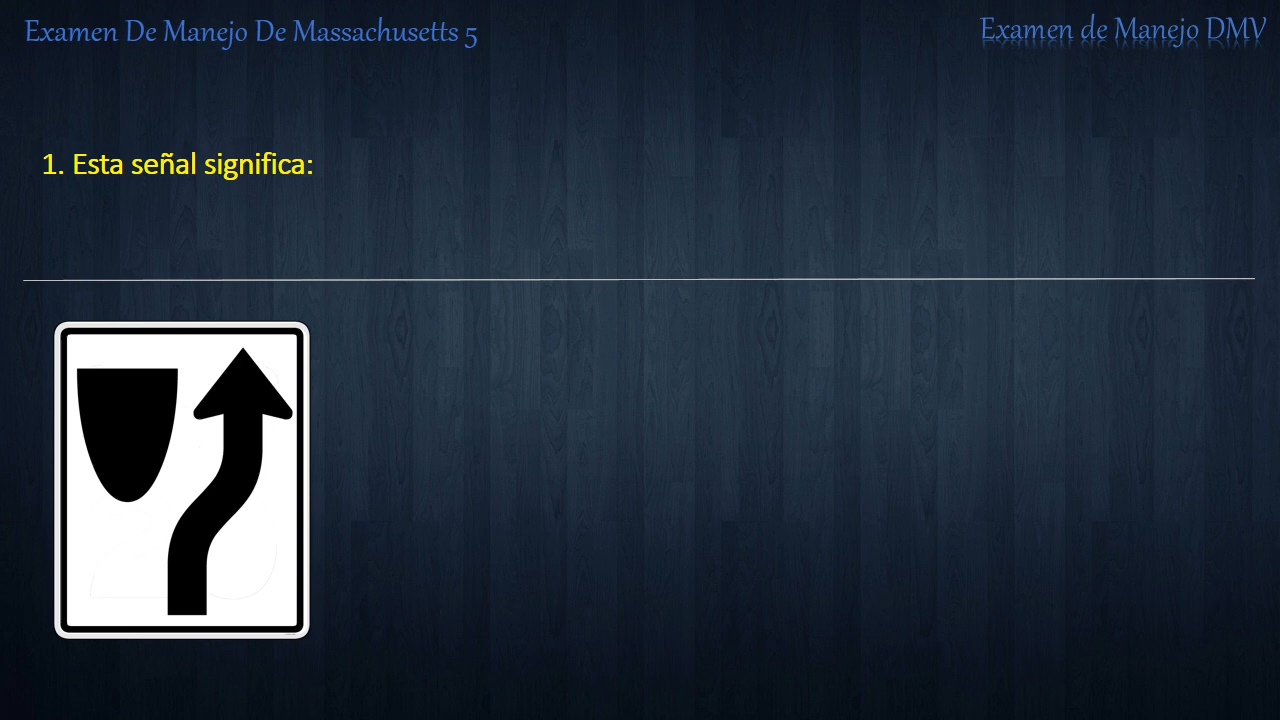 Examen De Manejo De Massachusetts 5
Examen de Manejo DMV
1. Esta señal significa: